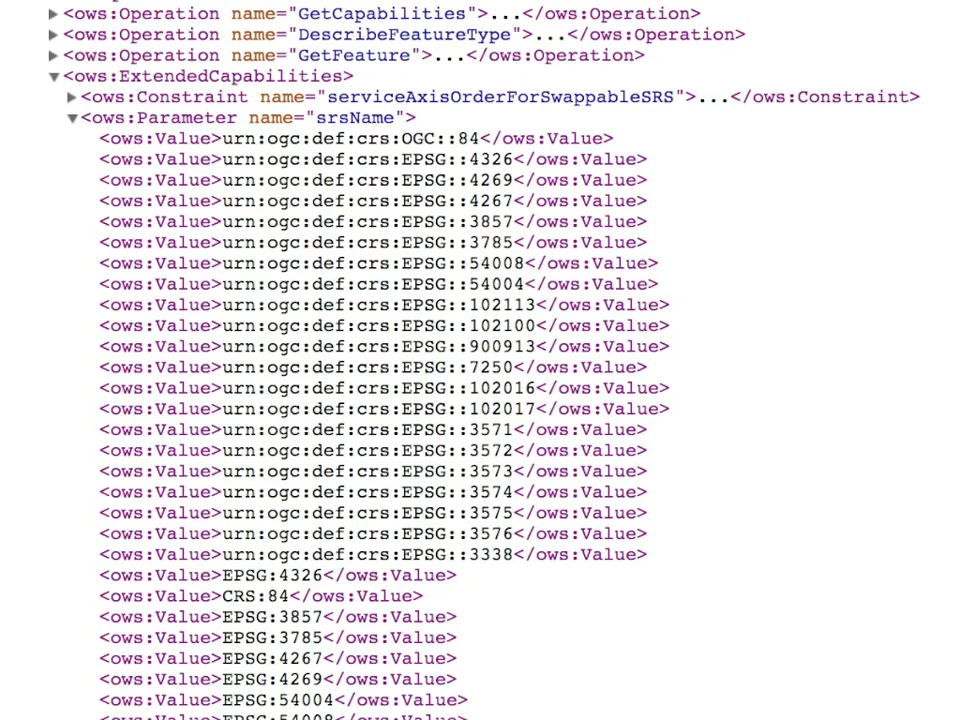 <ows:Operation name="GetCapabilities">...</ows:Operation>
<ows:Operation name="DescribeFeatureType">...</ows:Operation>
<ows:Operation name="GetFeature">...</ows:Operation>
<ows:ExtendedCapabilities>
<ows:Constraint name="serviceAxisOrderForSwappableSRS">...</ows:Constraint>
<ows:Parameter name="srsName">
<ows:Value>urn:ogc:def:crs:OGC::84</ows:Value>
<ows:Value>urn:ogc:def:crs:EPSG::4326</ows:Value>
<ows:Value>urn:ogc:def:crs:EPSG::4269</ows:Value>
<ows:Value>urn:ogc:def:crs:EPSG::4267</ows:Value>
<ows:Value>urn:ogc:def:crs:EPSG::3857</ows:Value>
<ows:Value>urn:ogc:def:crs:EPSG::3785</ows:Value>
<ows:Value>urn:ogc:def:crs:EPSG::54008</ows:Value>
<ows:Value>urn:ogc:def:crs:EPSG::54004</ows:Value>
<ows:Value>urn:ogc:def:crs:EPSG::102113</ows:Value>
<ows:Value>urn:ogc:def:crs:EPSG::102100</ows:Value>
<ows:Value>urn:ogc:def:crs:EPSG::900913</ows:Value>
<ows:Value>urn:ogc:def:crs:EPSG::7250</ows:Value>
<ows:Value>urn:ogc:def:crs:EPSG::102016</ows:Value>
<ows:Value>urn:ogc:def:crs:EPSG::102017</ows:Value>
<ows:Value>urn:ogc:def:crs:EPSG::3571</ows:Value>
<ows:Value>urn:ogc:def:crs:EPSG::3572</ows:Value>
<ows:Value>urn:ogc:def:crs:EPSG::3573</ows:Value>
<ows:Value>urn:ogc:def:crs:EPSG::3574</ows:Value>
<ows:Value>urn:ogc:def:crs:EPSG::3575</ows:Value>
<ows:Value>urn:ogc:def:crs:EPSG::3576</ows:Value>
<ows:Value>urn:ogc:def:crs:EPSG::3338</ows:Value>
<ows:Value>EPSG:4326</ows:Value>
<ows:Value>CRS:84</ows:Value>
<ows:Value>EPSG:3857</ows:Value>
<ows:Value>EPSG:3785</ows:Value>
<ows:Value>EPSG:4267</ows:Value>
<ows:Value>EPSG:4269</ows:Value>
<ows:Value>EPSG:54004</ows:Value>